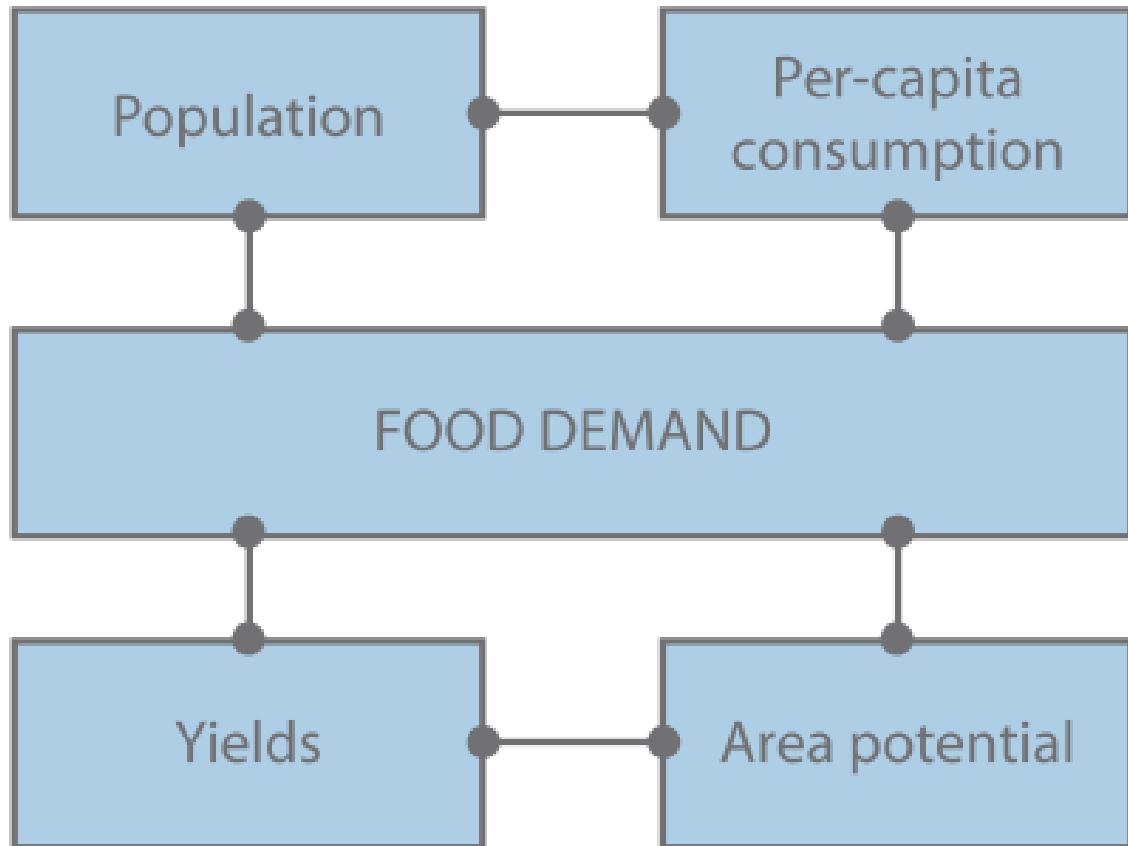 Population
Per-capita
consumption
FOOD DEMAND
Yields
Area potential